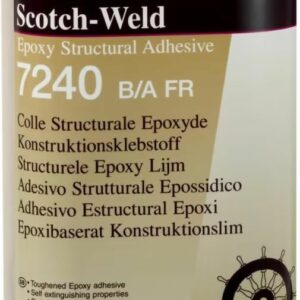 Scotch-Weld
Epoxy Structural Adhesive
7240 B/A FR
Colle Structurale Epoxyde
Konstruktionsklebstoff
Structurele Epoxy Lijm
Adesivo Strutturale Epossidico
Adhesivo Estructural Epoxi
Epoxibaserat Konstruktionslim
• Toughened Epoxy adhesive
• Self extinguishing properties